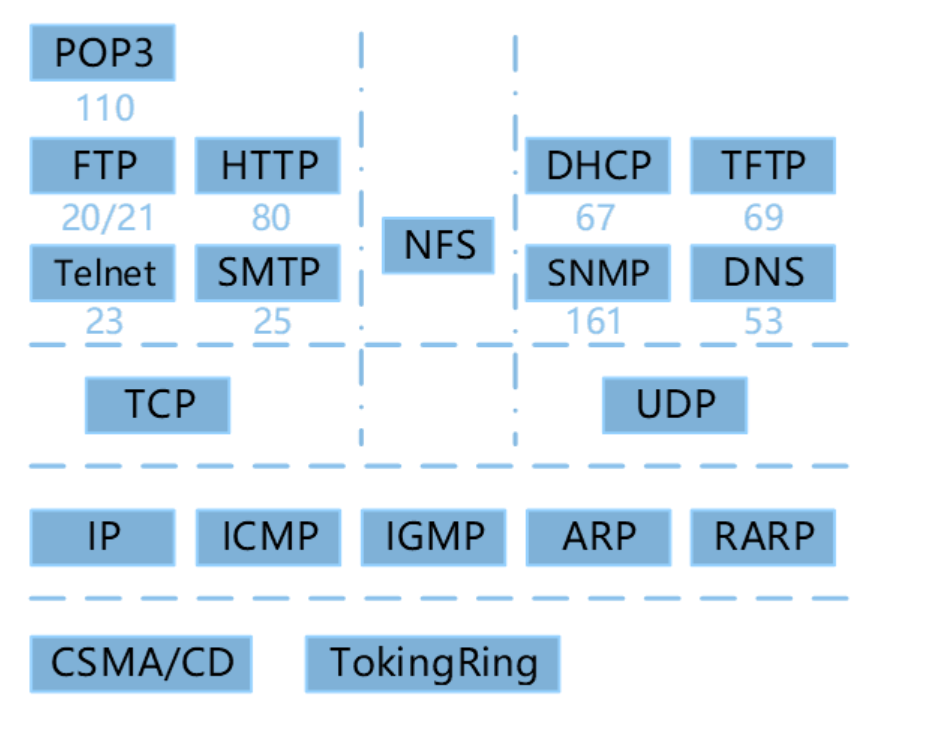 POP3
110
FTP HTTP DHCP TFTP
20/21 80 67 69
NFS
Telnet SMTP SNMP DNS
23 25 161 53
TCP UDP
IP ICMP IGMP ARP RARP
CSMA/CD TokingRing